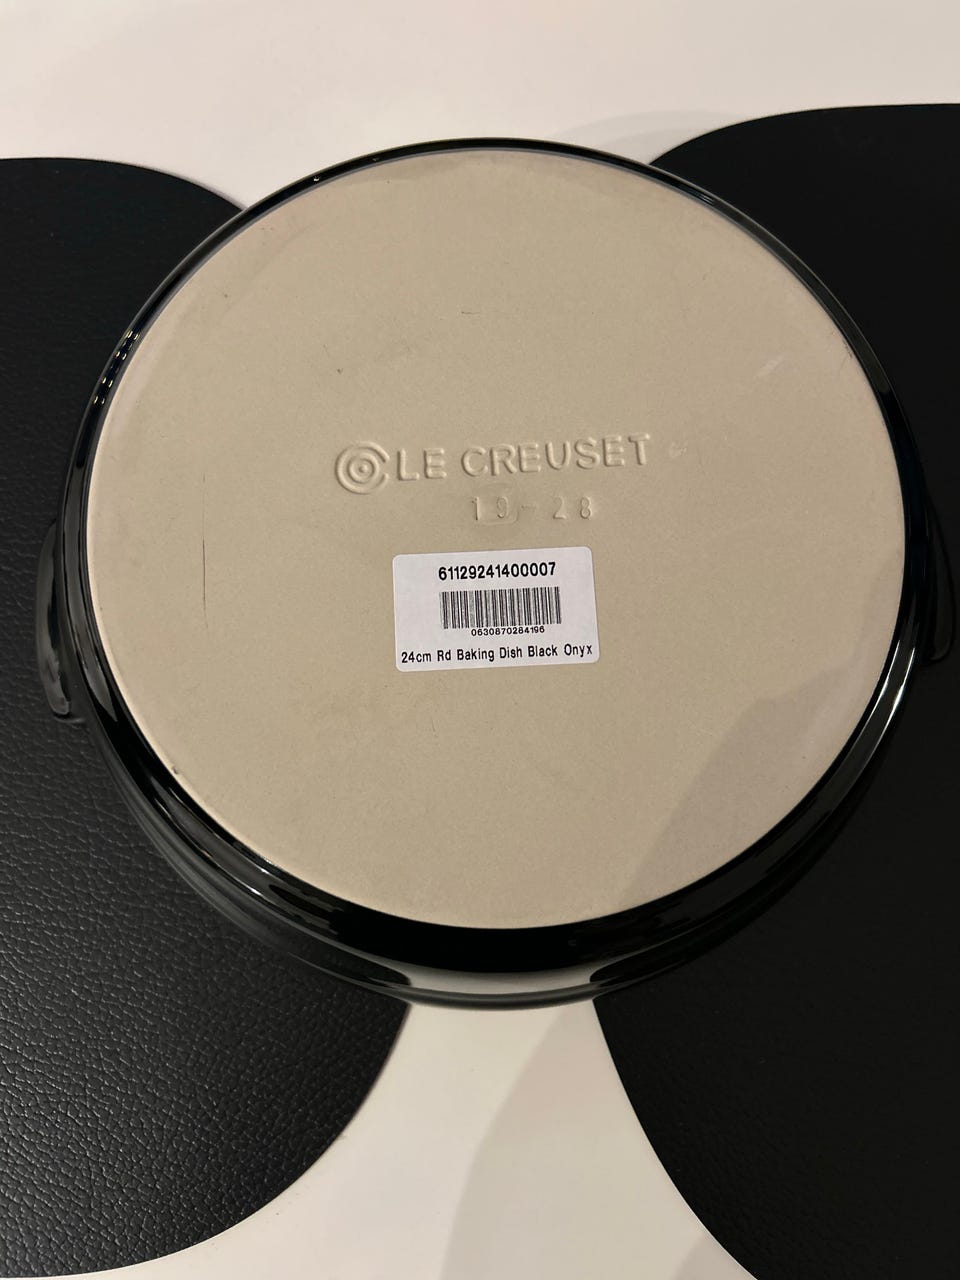 LE CREUSET
19-28
61129241400007
0630870284196
24cm Rd Baking Dish Black Onyx